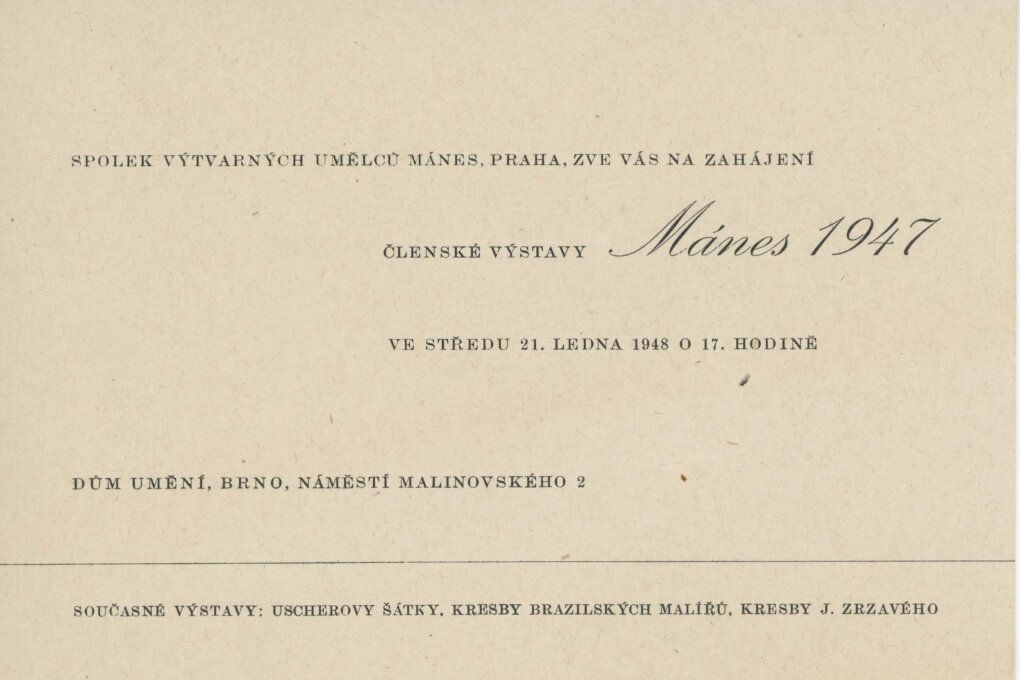 SPOLEK VÝTVARNÝCH UMĚLCŮ MÁNES, PRAHA, ZVE VÁS NA ZAHÁJENÍ
ČLENSKÉ VÝSTAVY Mánes 1947
VE STŘEDU 21. LEDNA 1948 O 17. HODINĚ
DŮM UMĚNÍ, BRNO, NÁMĚSTÍ MALINOVSKÉHO 2
SOUČASNÉ VÝSTAVY: USCHEROVY ŠÁTKY, KRESBY BRAZILSKÝCH MALÍŘŮ, KRESBY J. ZRZAVÉHO